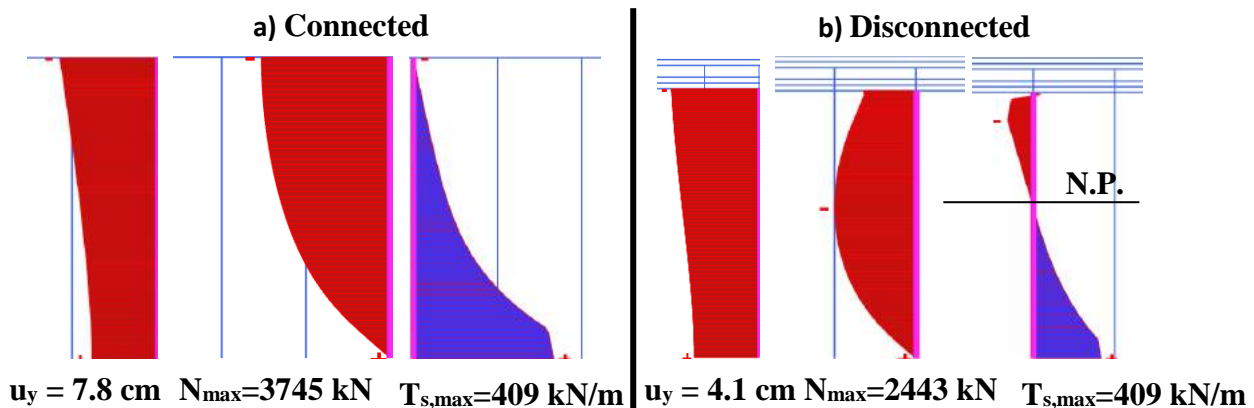 a) Connected
b) Disconnected
N.P.
uy = 7.8 cm Nmax=3745 kN Ts,max=409 kN/m
uy = 4.1 cm Nmax=2443 kN Ts,max=409 kN/m